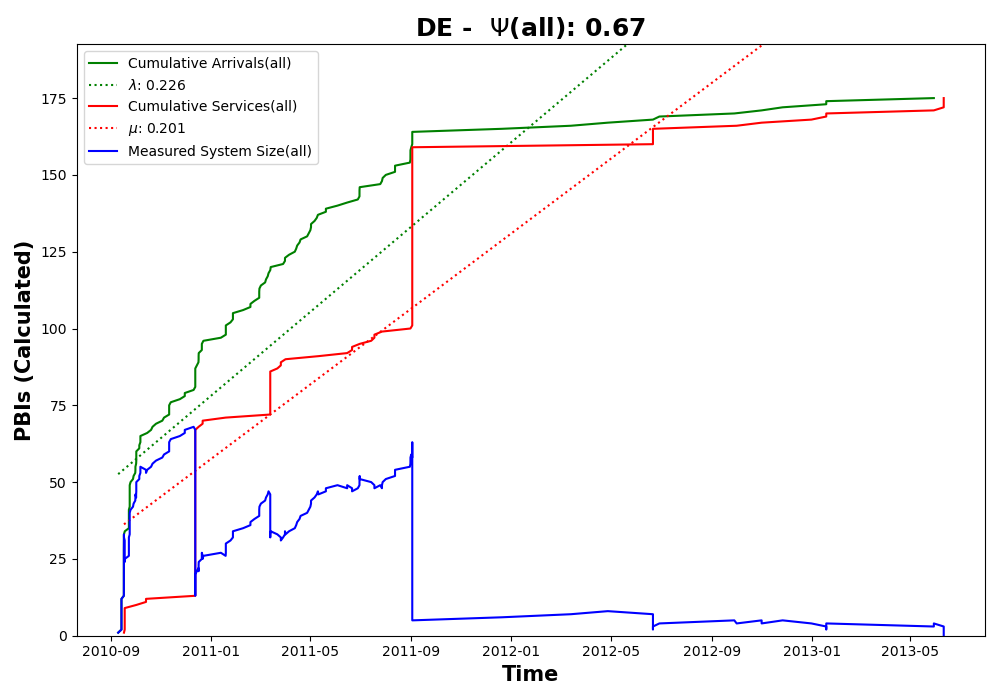 DE - Ψ(all): 0.67
Cumulative Arrivals(all)
λ: 0.226
Cumulative Services(all)
μ: 0.201
Measured System Size(all)
PBIs (Calculated)
175
150
125
100
75
50
25
0
2010-09 2011-01 2011-05 2011-09 2012-01 2012-05 2012-09 2013-01 2013-05
Time